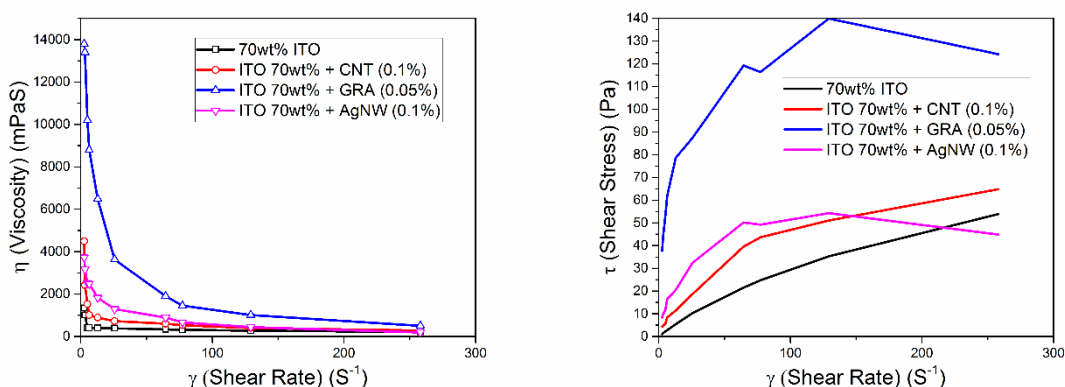 14000
12000
10000
8000
6000
4000
2000
0
η (Viscosity) (mPaS)
70wt% ITO
ITO 70wt% + CNT (0.1%)
ITO 70wt% + GRA (0.05%)
ITO 70wt% + AgNW (0.1%)
0 100 200 300
γ (Shear Rate) (S⁻¹)
140
130
120
110
100
90
80
70
60
50
40
30
20
10
0
τ (Shear Stress) (Pa)
70wt% ITO
ITO 70wt% + CNT (0.1%)
ITO 70wt% + GRA (0.05%)
ITO 70wt% + AgNW (0.1%)
0 100 200 300
γ (Shear Rate) (S⁻¹)